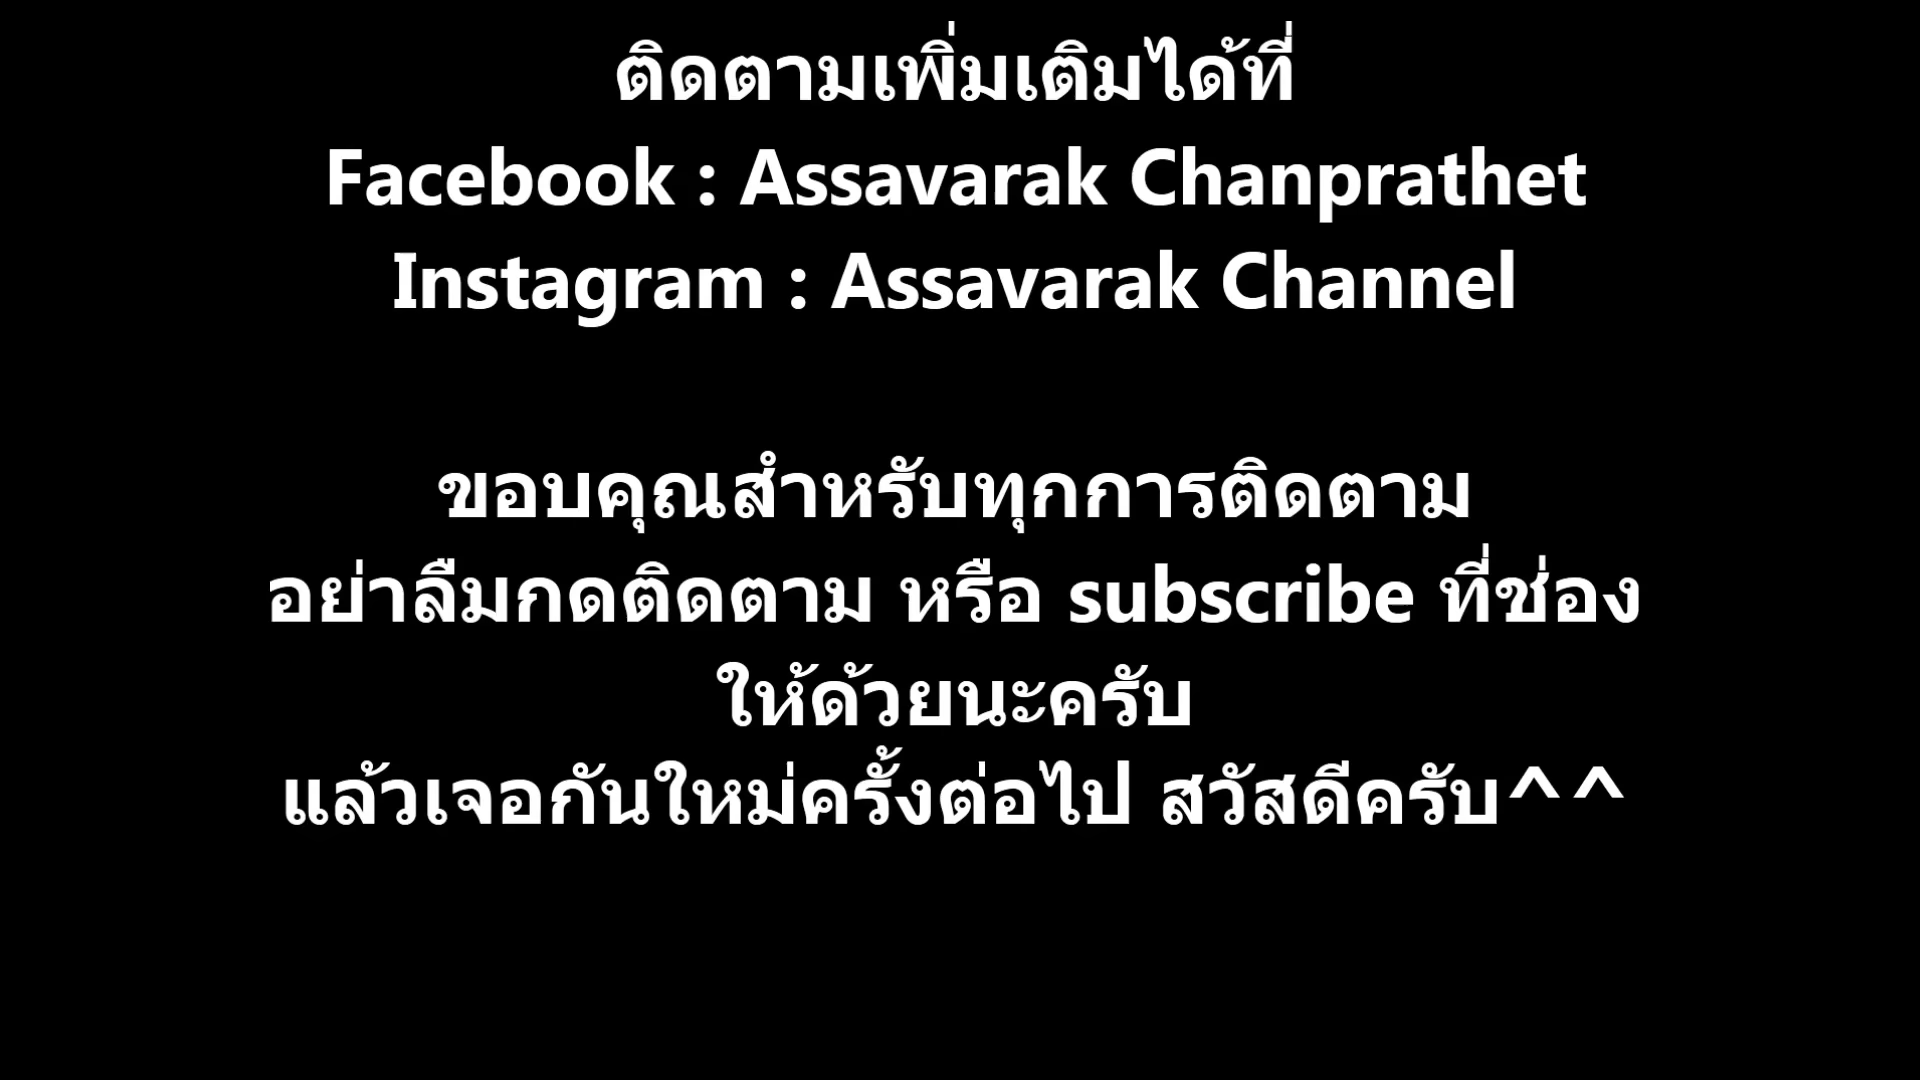 ติดตามเพิ่มเติมได้ที่
Facebook : Assavarak Chanprathet
Instagram : Assavarak Channel
ขอบคุณสำหรับทุกการติดตาม
อย่าลืมกดติดตาม หรือ subscribe ที่ช่อง
ให้ด้วยนะครับ
แล้วเจอกันใหม่ครั้งต่อไป สวัสดีครับ^^